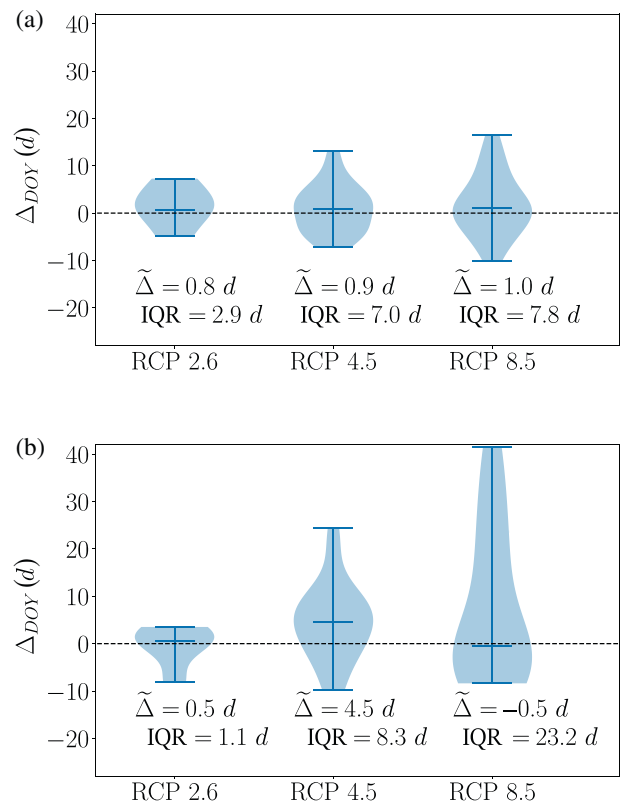 (a)
Δ_DOY (d)
40
30
20
10
0
−10
−20
Δ̃ = 0.8 d
IQR = 2.9 d
Δ̃ = 0.9 d
IQR = 7.0 d
Δ̃ = 1.0 d
IQR = 7.8 d
RCP 2.6 RCP 4.5 RCP 8.5
(b)
Δ_DOY (d)
40
30
20
10
0
−10
−20
Δ̃ = 0.5 d
IQR = 1.1 d
Δ̃ = 4.5 d
IQR = 8.3 d
Δ̃ = −0.5 d
IQR = 23.2 d
RCP 2.6 RCP 4.5 RCP 8.5